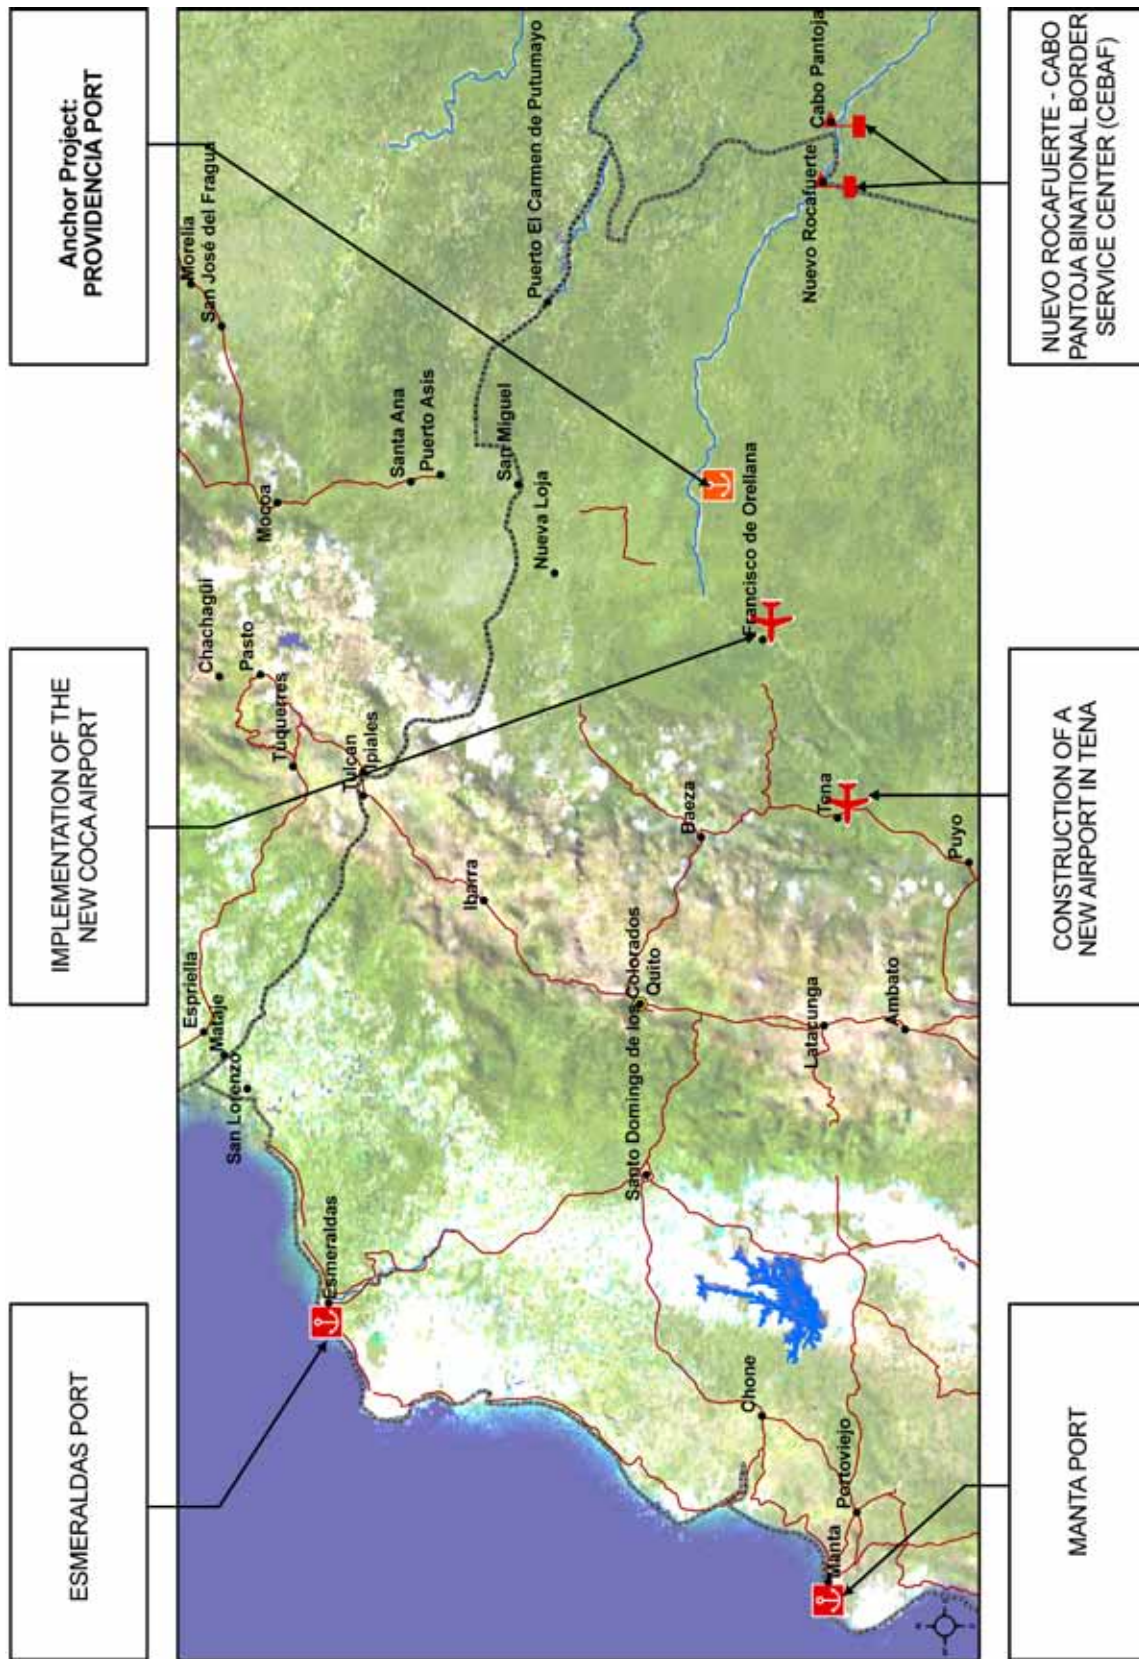 ESMERALDAS PORT
IMPLEMENTATION OF THE
NEW COCA AIRPORT
Anchor Project:
PROVIDENCIA PORT
Morelia
San José del Fragua
Espriella
Mataje
San Lorenzo
Chachagüí
Pasto
Tuquerres
Mocoa
Tulcan
Ipiales
Santa Ana
Puerto Asis
Esmeraldas
Ibarra
San Miguel
Nueva Loja
Puerto El Carmen de Putumayo
Santo Domingo de los Colorados
Quito
Baeza
Francisco de Orellana
Chone
Nuevo Rocafuerte
Cabo Pantoja
Manta
Portoviejo
Latacunga
Tena
Ambato
Puyo
MANTA PORT
CONSTRUCTION OF A
NEW AIRPORT IN TENA
NUEVO ROCAFUERTE - CABO
PANTOJA BINATIONAL BORDER
SERVICE CENTER (CEBAF)